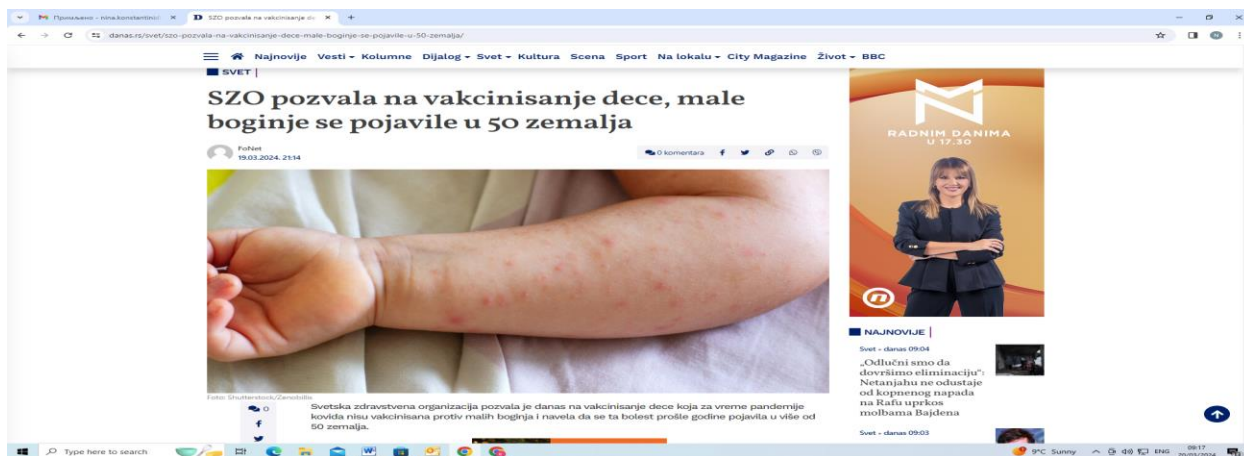 SZO pozvala na vakcinisanje de
danas.rs/svet/szo-pozvala-na-vakcinisanje-dece-male-boginje-se-pojavile-u-50-zemalja/
Najnovije Vesti Kolumne Dijalog Svet Kultura Scena Sport Na lokalu City Magazine Život BBC
SVET
SZO pozvala na vakcinisanje dece, male
boginje se pojavile u 50 zemalja
FoNet
19.03.2024. 21:14
0 komentara
Foto: Shutterstock/Zamotollo
0
Svetska zdravstvena organizacija pozvala je danas na vakcinisanje dece koja za vreme pandemije
kovida nisu vakcinisana protiv malih boginja i navela da se ta bolest prošle godine pojavila u više od
50 zemalja.
RADNIM DANIMA
U 17.30
NAJNOVIJE
Svet - danas 09:04
„Odlučni smo da
dovršimo eliminaciju“:
Netanjahu ne odustaje
od kopnenog napada
na Rafu uprkos
molbama Bajdena
Svet - danas 09:03
Type here to search
9°C Sunny
ENG
09:17
20/03/2024